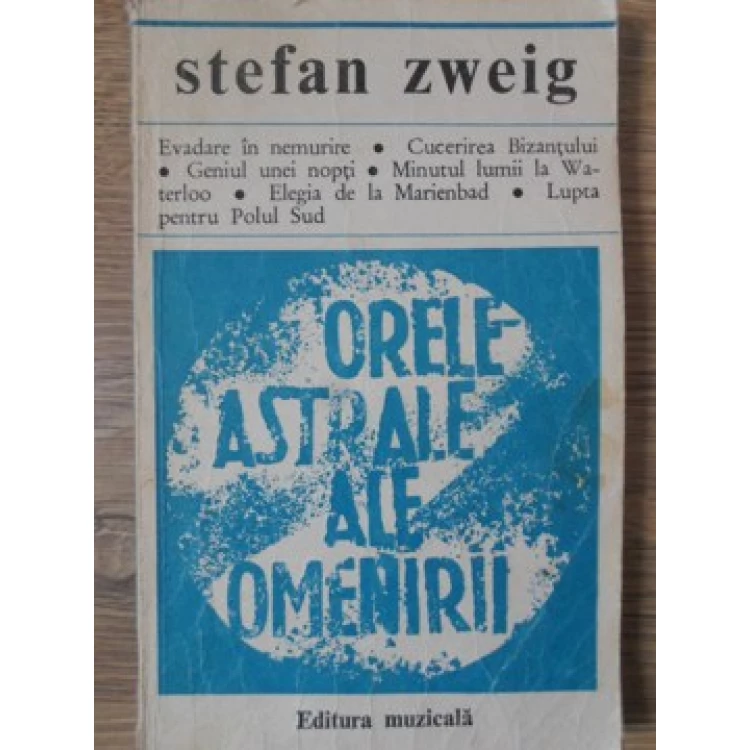 stefan zweig
Evadare în nemurire ● Cucerirea Bizanțului
● Geniul unei nopți ● Minutul lumii la Wa-
terloo ● Elegia de la Marienbad ● Lupta
pentru Polul Sud
ORELE
ASTRALE
ALE
OMENIRII
Editura muzicală